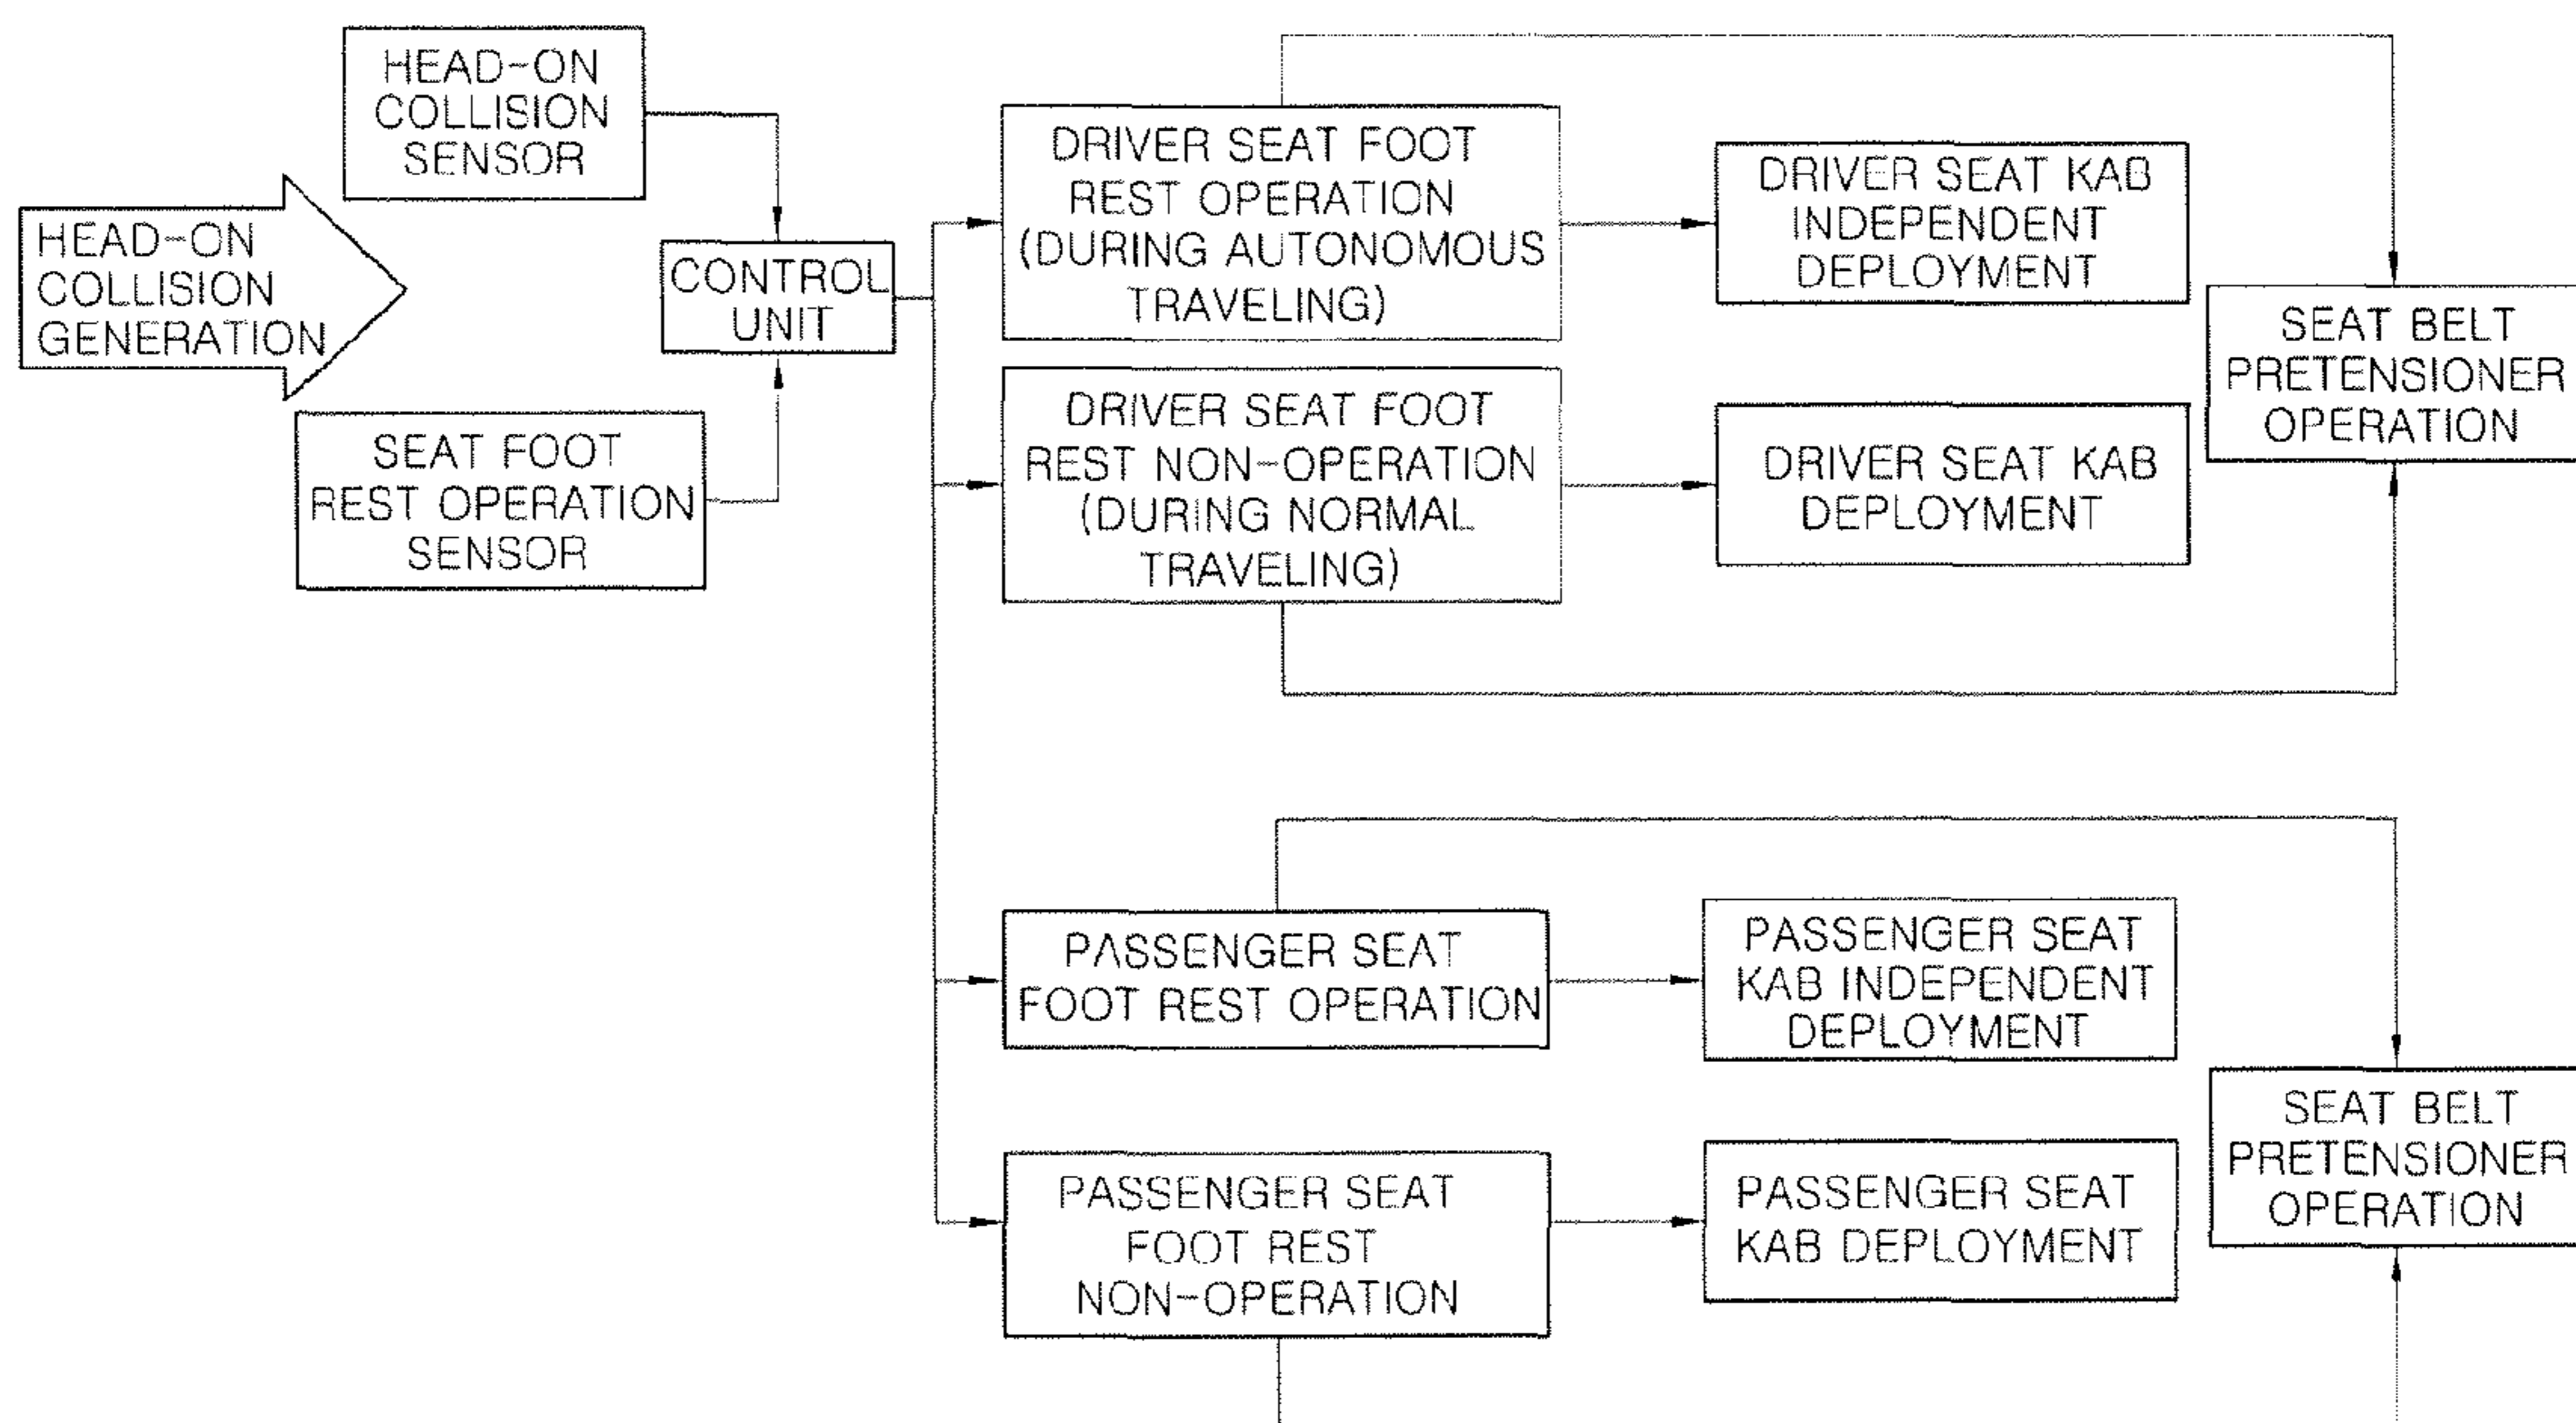 HEAD-ON
COLLISION
SENSOR
HEAD-ON
COLLISION
GENERATION
CONTROL
UNIT
SEAT FOOT
REST OPERATION
SENSOR
DRIVER SEAT FOOT
REST OPERATION
(DURING AUTONOMOUS
TRAVELING)
DRIVER SEAT KAB
INDEPENDENT
DEPLOYMENT
DRIVER SEAT FOOT
REST NON-OPERATION
(DURING NORMAL
TRAVELING)
DRIVER SEAT KAB
DEPLOYMENT
SEAT BELT
PRETENSIONER
OPERATION
PASSENGER SEAT
FOOT REST OPERATION
PASSENGER SEAT
KAB INDEPENDENT
DEPLOYMENT
PASSENGER SEAT
FOOT REST
NON-OPERATION
PASSENGER SEAT
KAB DEPLOYMENT
SEAT BELT
PRETENSIONER
OPERATION